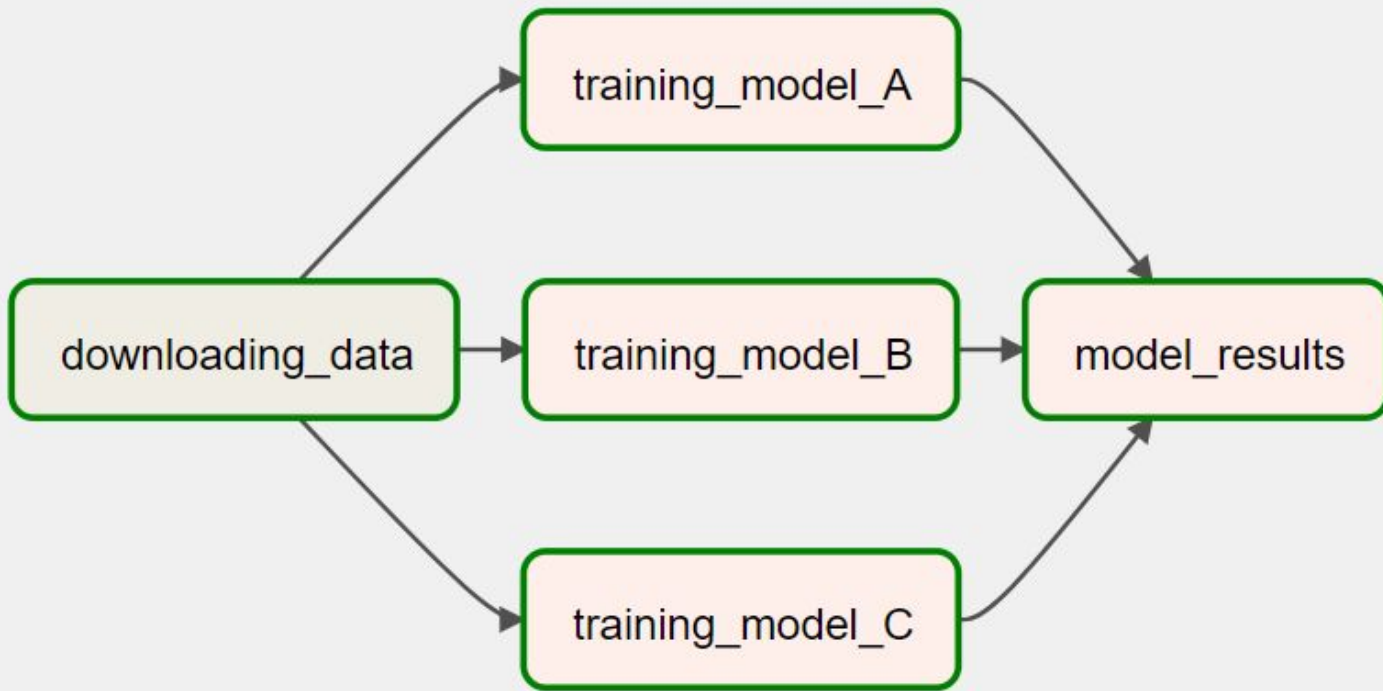 training_model_A
downloading_data
training_model_B
model_results
training_model_C